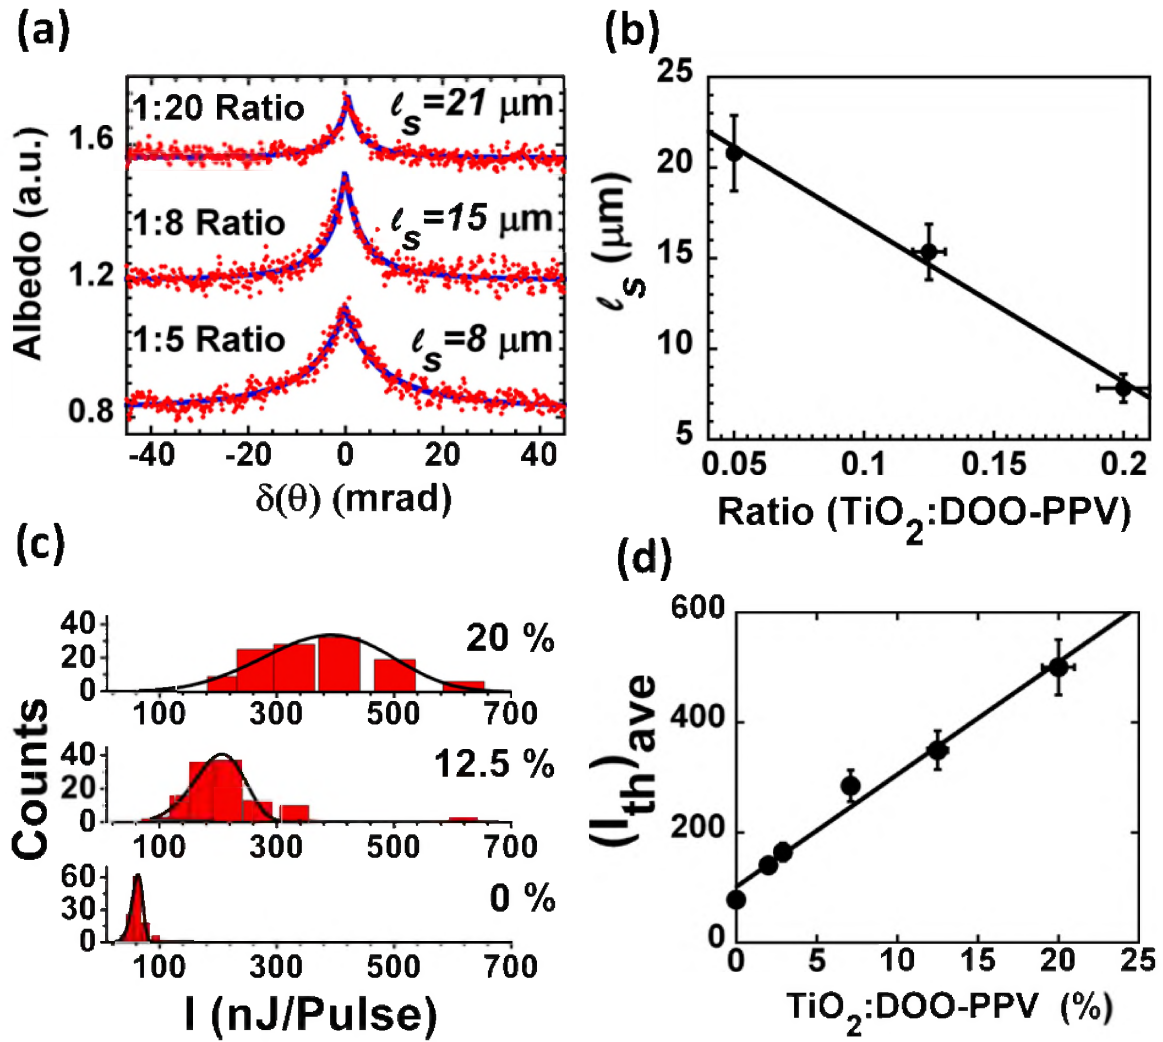 (a)
1:20 Ratio
ℓs=21 μm
1:8 Ratio
ℓs=15 μm
1:5 Ratio
ℓs=8 μm
1.6
1.2
0.8
Albedo (a.u.)
-40 -20 0 20 40
δ(θ) (mrad)
(b)
25
20
15
10
5
ℓs (μm)
0.05 0.1 0.15 0.2
Ratio (TiO2:DOO-PPV)
(c)
40
20
0
20 %
100 300 500 700
40
20
0
12.5 %
100 300 500 700
60
30
0
0 %
100 300 500 700
Counts
I (nJ/Pulse)
(d)
600
400
200
0
(Ith)ave
0 5 10 15 20 25
TiO2:DOO-PPV (%)